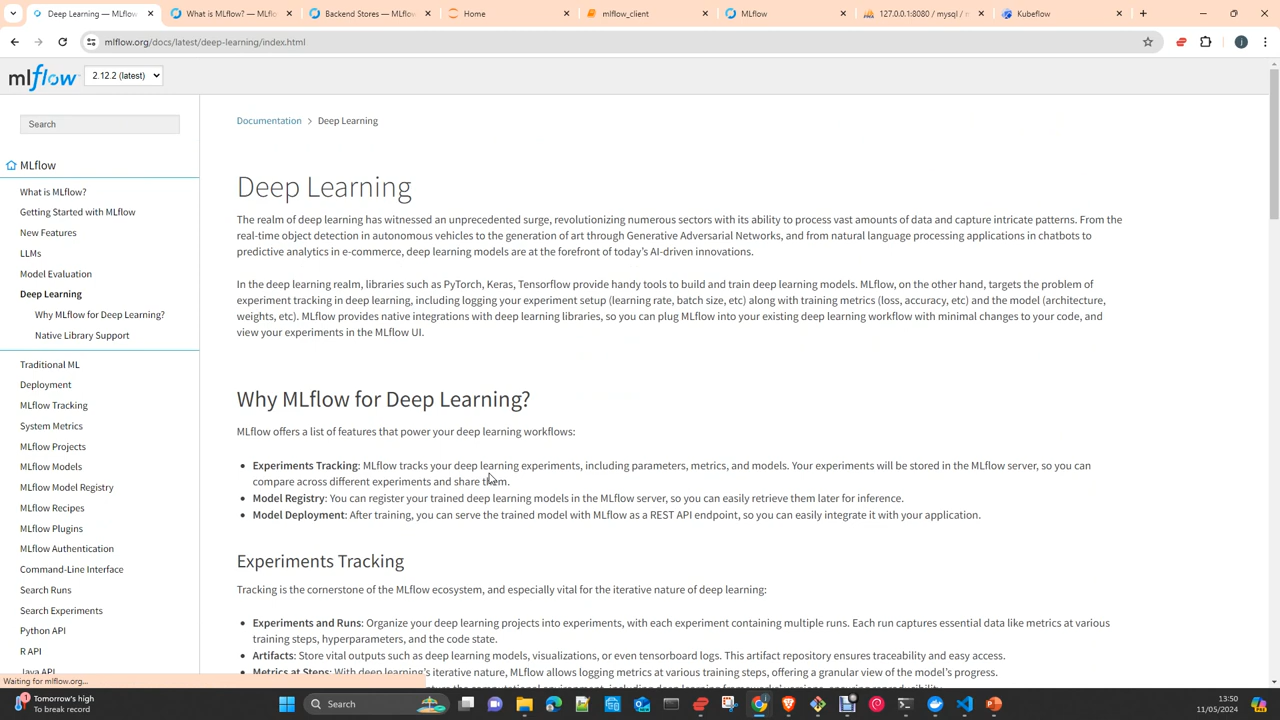 Deep Learning — MLflow
What is MLflow? — MLflow
Backend Stores — MLflow
Home
mlflow_client
MLflow
127.0.0.1:8080 / mysql /
Kubeflow
mlflow.org/docs/latest/deep-learning/index.html
mlflow
2.12.2 (latest)
Search
MLflow
What is MLflow?
Getting Started with MLflow
New Features
LLMs
Model Evaluation
Deep Learning
Why MLflow for Deep Learning?
Native Library Support
Traditional ML
Deployment
MLflow Tracking
System Metrics
MLflow Projects
MLflow Models
MLflow Model Registry
MLflow Recipes
MLflow Plugins
MLflow Authentication
Command-Line Interface
Search Runs
Search Experiments
Python API
R API
Java API
Documentation > Deep Learning
Deep Learning
The realm of deep learning has witnessed an unprecedented surge, revolutionizing numerous sectors with its ability to process vast amounts of data and capture intricate patterns. From the
real-time object detection in autonomous vehicles to the generation of art through Generative Adversarial Networks, and from natural language processing applications in chatbots to
predictive analytics in e-commerce, deep learning models are at the forefront of today's AI-driven innovations.
In the deep learning realm, libraries such as PyTorch, Keras, Tensorflow provide handy tools to build and train deep learning models. MLflow, on the other hand, targets the problem of
experiment tracking in deep learning, including logging your experiment setup (learning rate, batch size, etc) along with training metrics (loss, accuracy, etc) and the model (architecture,
weights, etc). MLflow provides native integrations with deep learning libraries, so you can plug MLflow into your existing deep learning workflow with minimal changes to your code, and
view your experiments in the MLflow UI.
Why MLflow for Deep Learning?
MLflow offers a list of features that power your deep learning workflows:
• Experiments Tracking: MLflow tracks your deep learning experiments, including parameters, metrics, and models. Your experiments will be stored in the MLflow server, so you can
compare across different experiments and share them.
• Model Registry: You can register your trained deep learning models in the MLflow server, so you can easily retrieve them later for inference.
• Model Deployment: After training, you can serve the trained model with MLflow as a REST API endpoint, so you can easily integrate it with your application.
Experiments Tracking
Tracking is the cornerstone of the MLflow ecosystem, and especially vital for the iterative nature of deep learning:
• Experiments and Runs: Organize your deep learning projects into experiments, with each experiment containing multiple runs. Each run captures essential data like metrics at various
training steps, hyperparameters, and the code state.
• Artifacts: Store vital outputs such as deep learning models, visualizations, or even tensorboard logs. This artifact repository ensures traceability and easy access.
• Metrics at Steps: With deep learning's iterative nature, MLflow allows logging metrics at various training steps, offering a granular view of the model's progress.
Waiting for mlflow.org...
Tomorrow's high
To break record
Search
13:50
11/05/2024